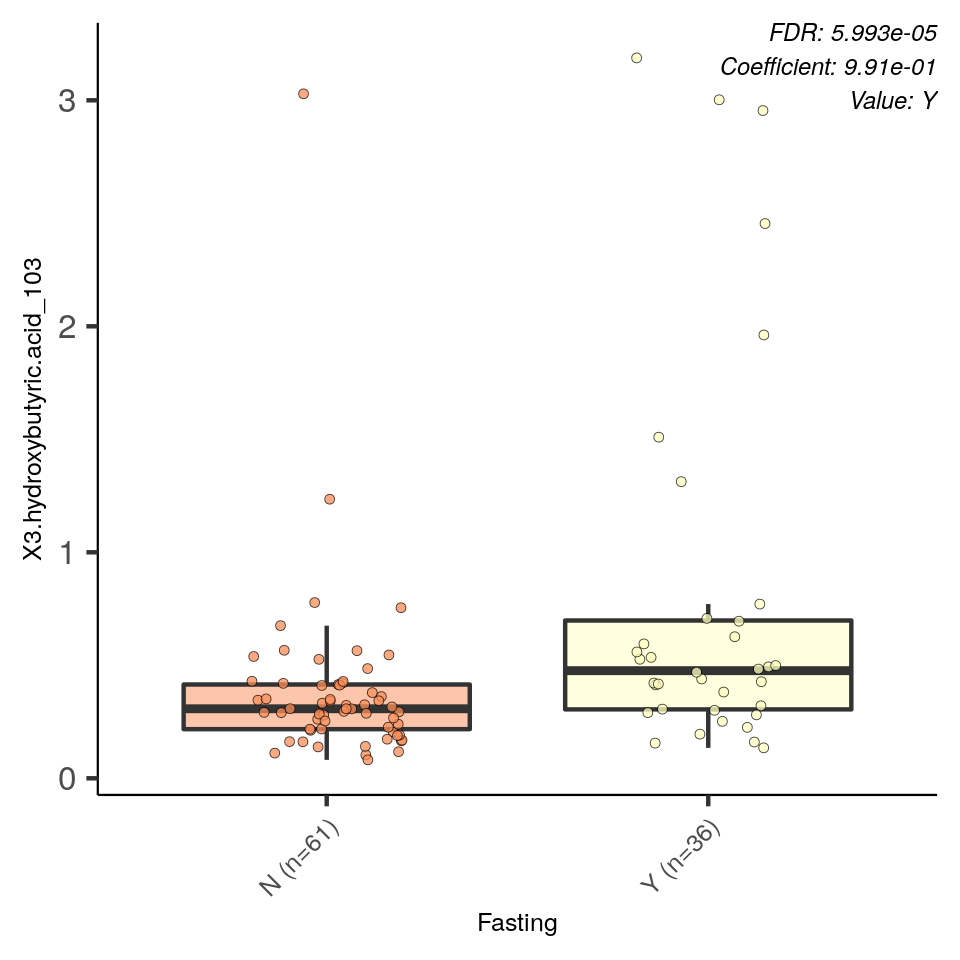 FDR: 5.993e-05
Coefficient: 9.91e-01
Value: Y
X3.hydroxybutyric.acid_103
3
2
1
0
N (n=61)
Y (n=36)
Fasting